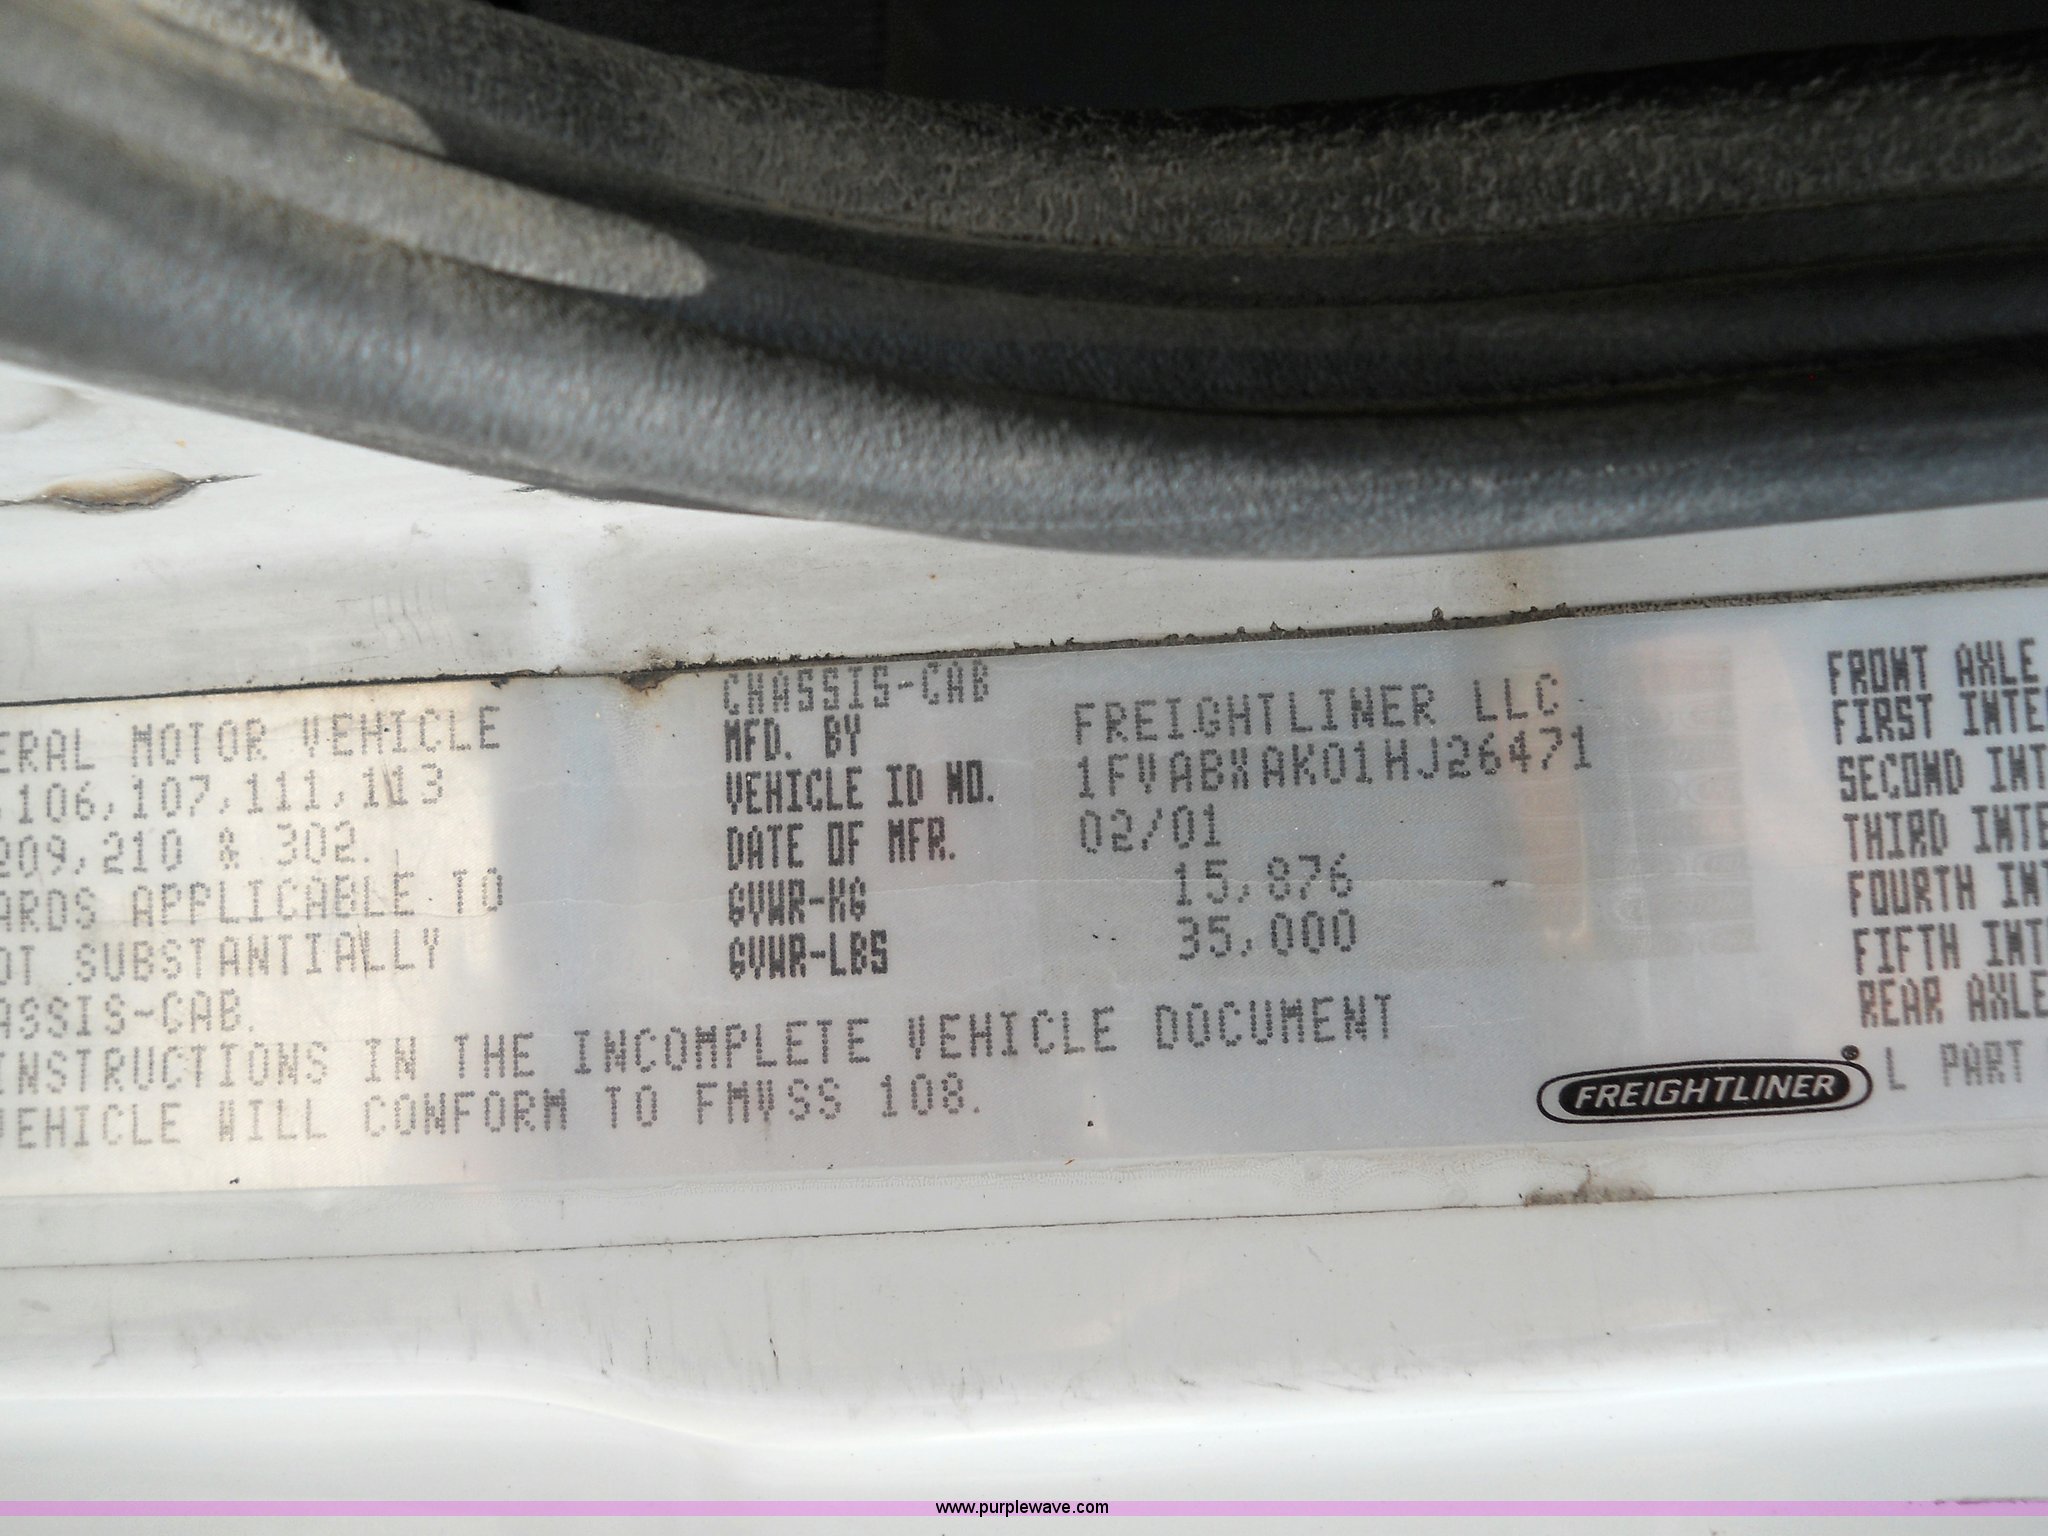 ERAL MOTOR VEHICLE
106,107,111,113
209,210 & 302.
ARDS APPLICABLE TO
OT SUBSTANTIALLY
ASSIS-CAB.
INSTRUCTIONS IN THE INCOMPLETE VEHICLE DOCUMENT
VEHICLE WILL CONFORM TO FMVSS 108.
CHASSIS-CAB
MFD. BY FREIGHTLINER LLC
VEHICLE ID NO. 1FVABXAK01HJ26471
DATE OF MFR. 02/01
GVWR-KG 15,876
GVWR-LBS 35,000
FRONT AXLE
FIRST INTE
SECOND INT
THIRD INTE
FOURTH INT
FIFTH INT
REAR AXLE
FREIGHTLINER®
L PART
www.purplewave.com